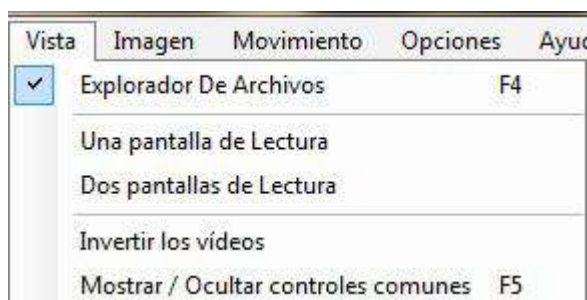 Vista Imagen Movimiento Opciones
Explorador De Archivos F4
Una pantalla de Lectura
Dos pantallas de Lectura
Invertir los vídeos
Mostrar / Ocultar controles comunes F5